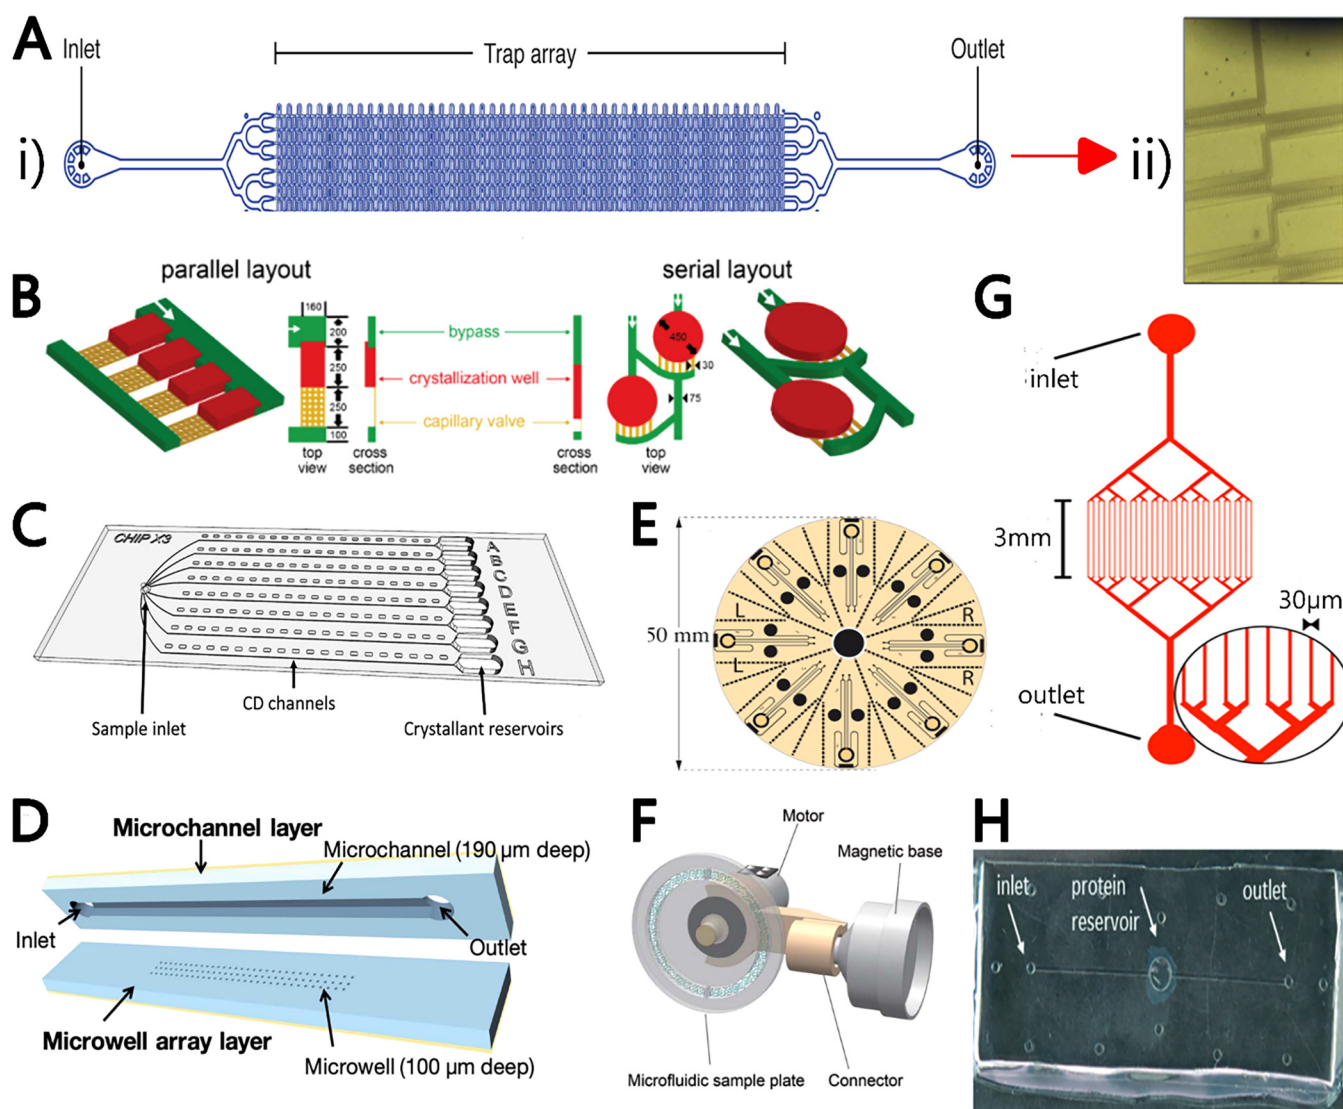 A
Inlet
Trap array
Outlet
i)
ii)
B
parallel layout
serial layout
160
200
250
250
100
bypass
crystallization well
capillary valve
450
30
75
top
view
cross
section
cross
section
top
view
C
CHIP X3
A B C D E F G H
Sample inlet
CD channels
Crystallant reservoirs
D
Microchannel layer
Microchannel (190 µm deep)
Inlet
Outlet
Microwell array layer
Microwell (100 µm deep)
E
50 mm
L
L
R
R
F
Motor
Magnetic base
Microfluidic sample plate
Connector
G
inlet
3mm
30µm
outlet
H
inlet
protein
reservoir
outlet